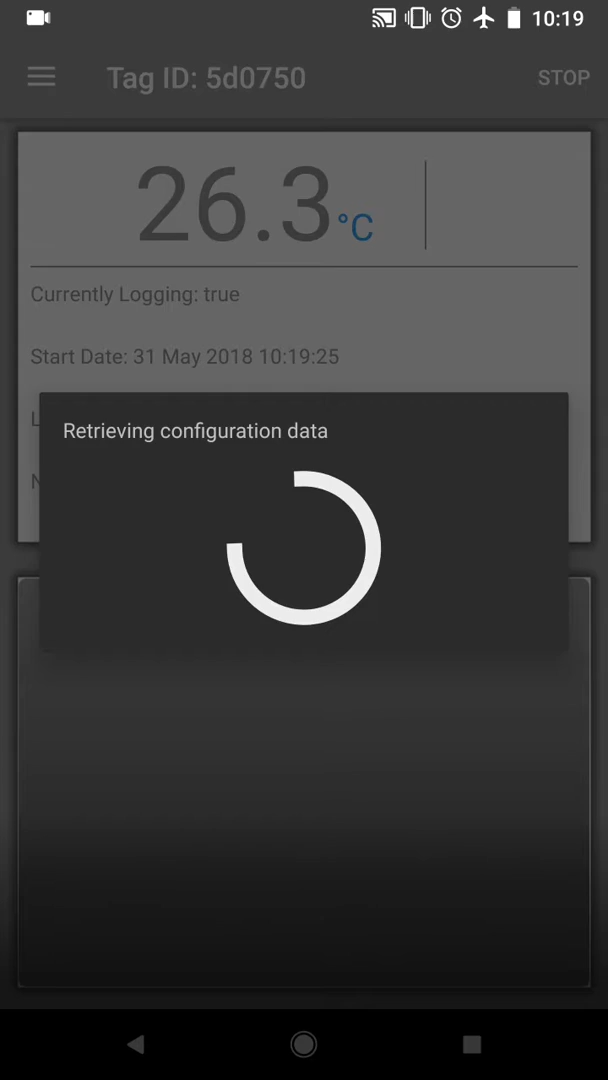 10:19
Tag ID: 5d0750
STOP
26.3 °C
Currently Logging: true
Start Date: 31 May 2018 10:19:25
L
N
Retrieving configuration data